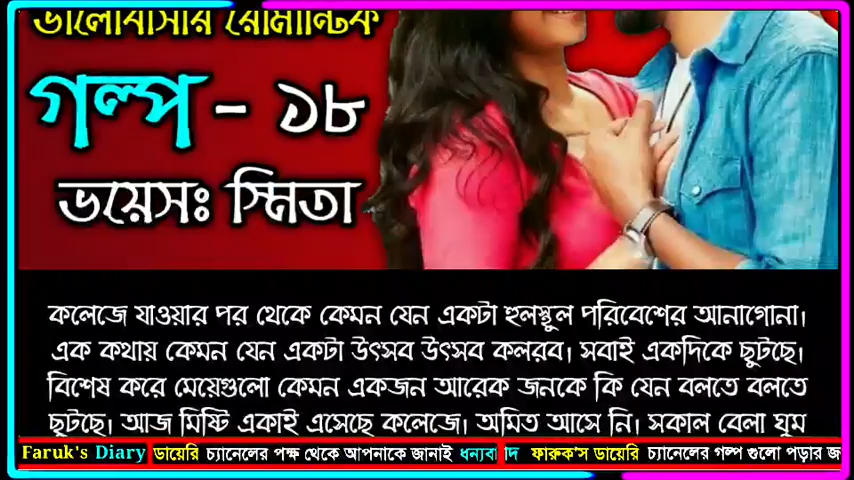 ভালোবাসার রোমান্টিক
গল্প - ১৮
ভয়েসঃ স্মিতা
কলেজে যাওয়ার পর থেকে কেমন যেন একটা হুলস্থুল পরিবেশের আনাগোনা।
এক কথায় কেমন যেন একটা উৎসব উৎসব কলরব। সবাই একদিকে ছুটছে।
বিশেষ করে মেয়েগুলো কেমন একজন আরেক জনকে কি যেন বলতে বলতে
ছুটছে। আজ মিষ্টি একাই এসেছে কলেজে। অমিত আসে নি। সকাল বেলা ঘুম
Faruk's Diary ডায়েরি চ্যানেলের পক্ষ থেকে আপনাকে জানাই ধন্যবাদ ফারুক'স ডায়েরি চ্যানেলের গল্প গুলো পড়ার